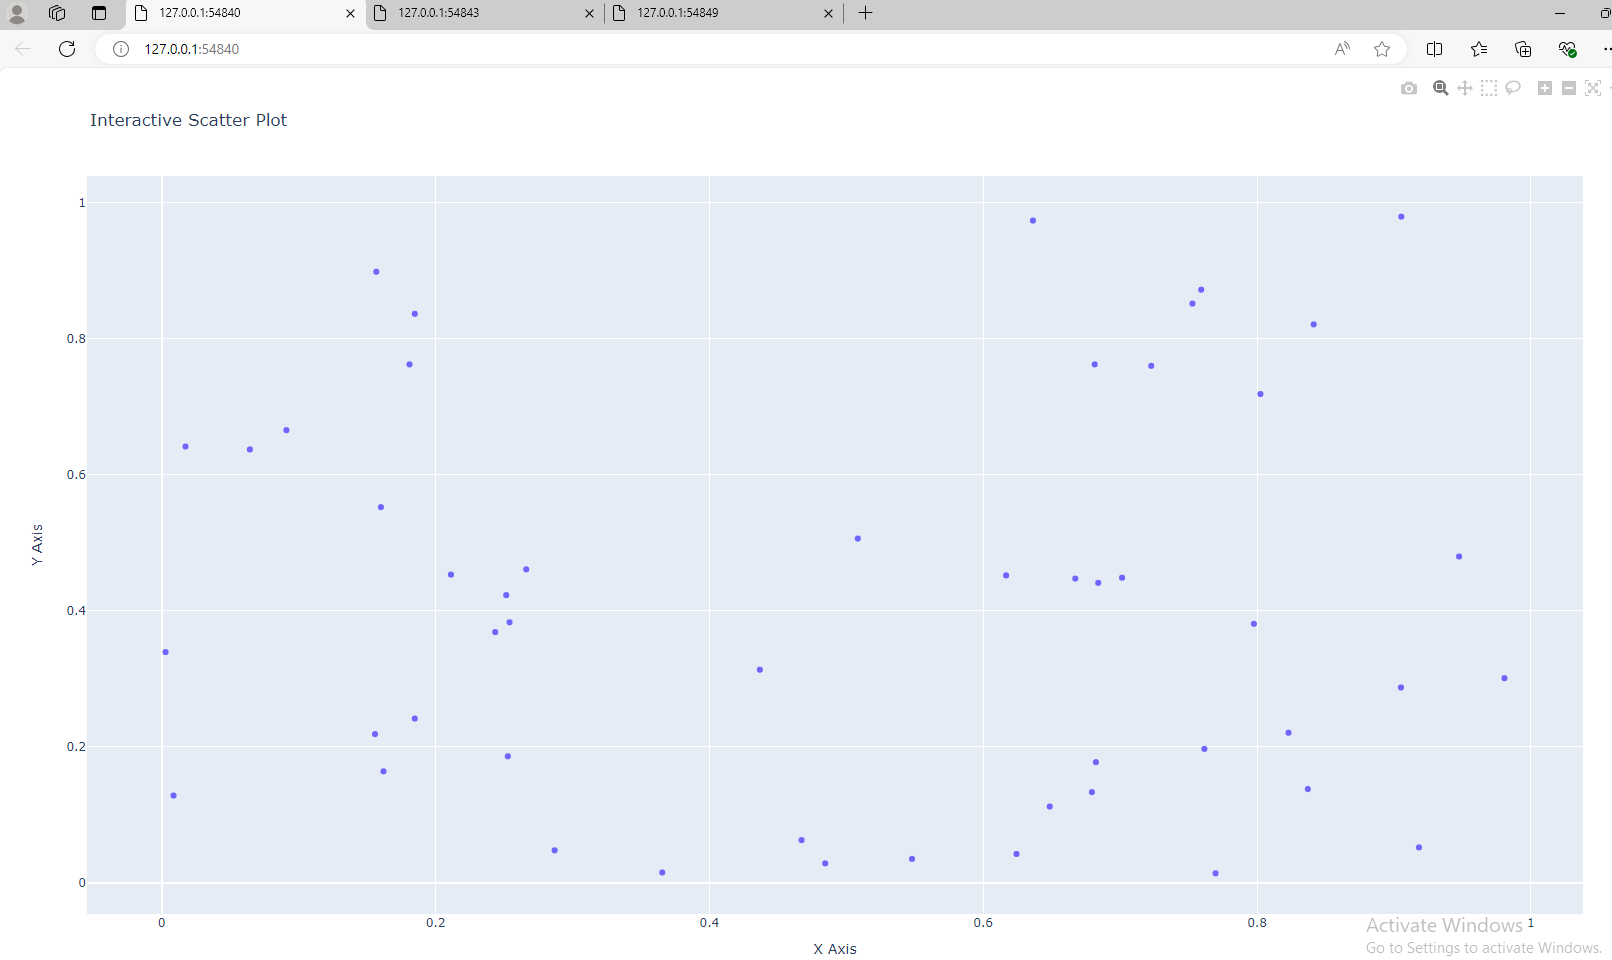 127.0.0.1:54840
127.0.0.1:54843
127.0.0.1:54849
127.0.0.1:54840
Interactive Scatter Plot
1
0.8
0.6
0.4
0.2
0
Y Axis
0 0.2 0.4 0.6 0.8 1
X Axis
Activate Windows
Go to Settings to activate Windows.